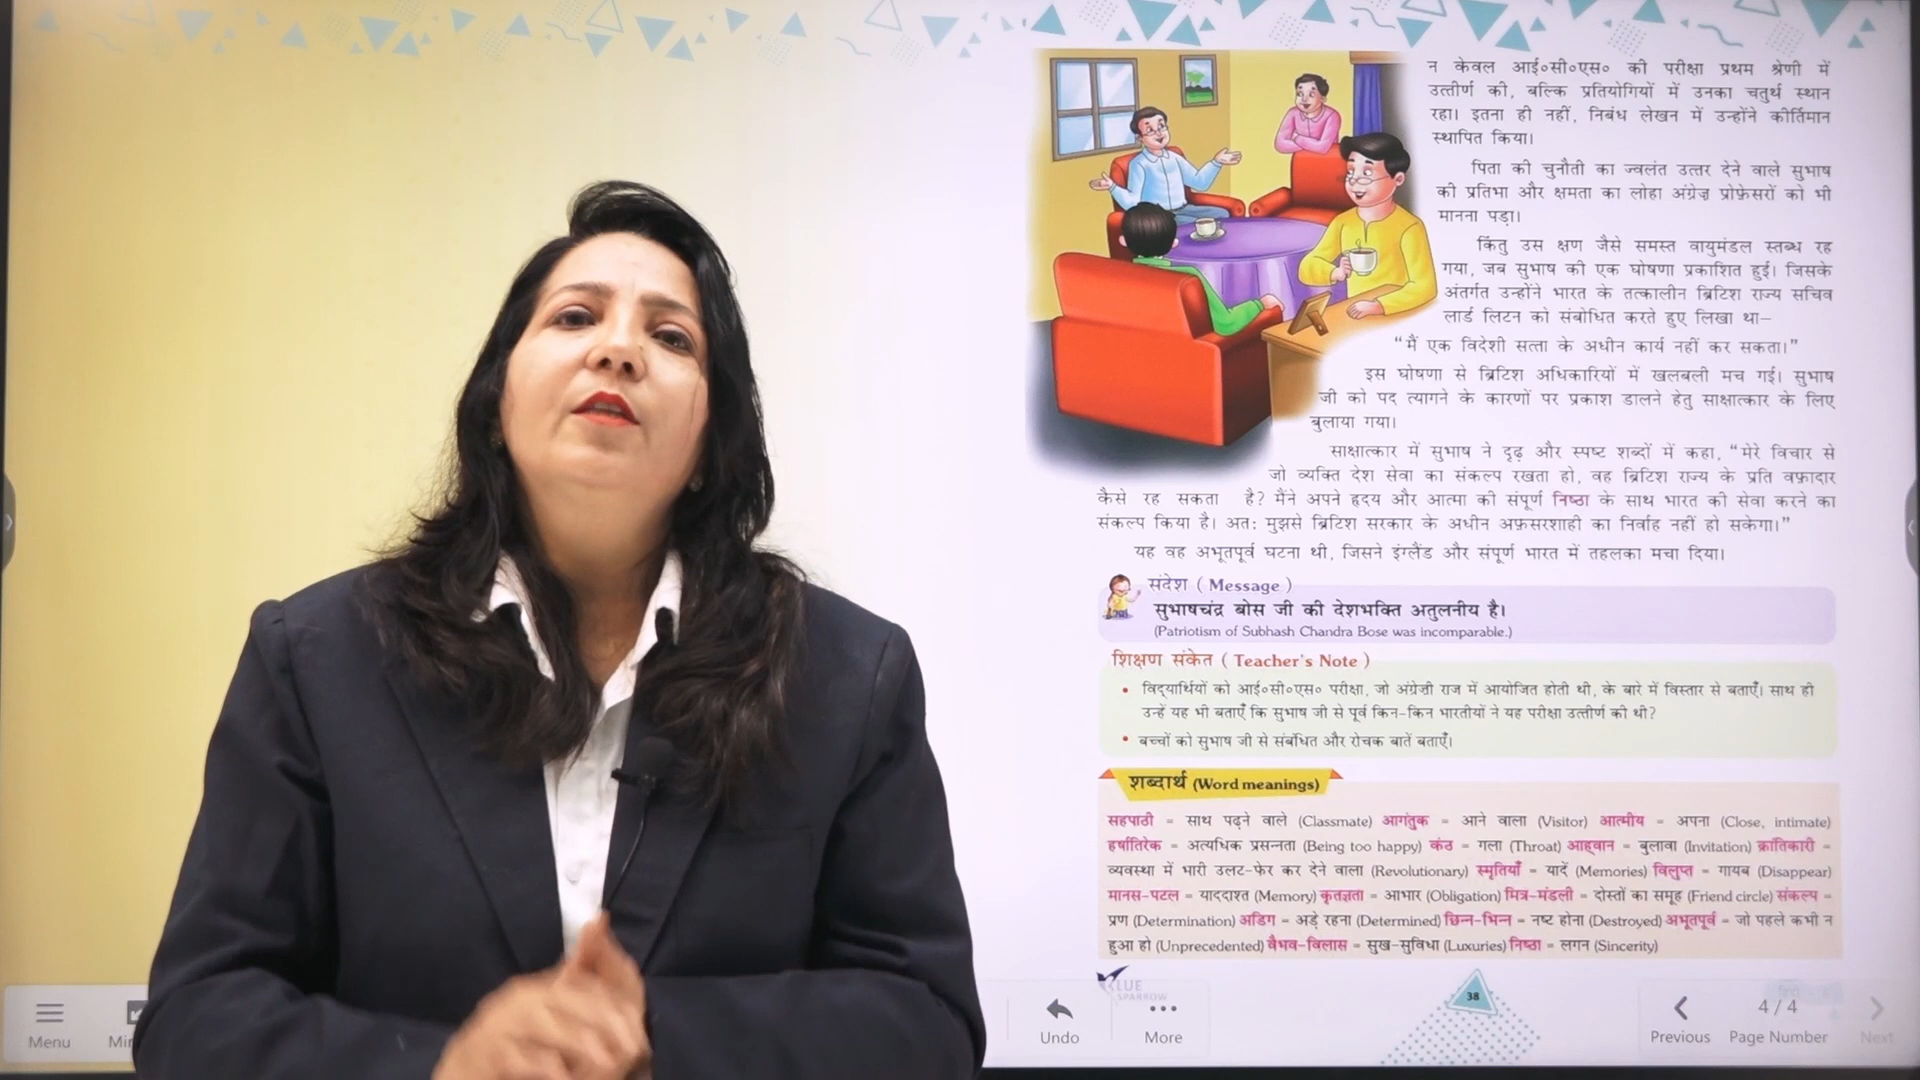 न केवल आई०सी०एस० की परीक्षा प्रथम श्रेणी में
उत्तीर्ण की, बल्कि प्रतियोगियों में उनका चतुर्थ स्थान
रहा। इतना ही नहीं, निबंध लेखन में उन्होंने कीर्तिमान
स्थापित किया।
पिता की चुनौती का ज्वलंत उत्तर देने वाले सुभाष
की प्रतिभा और क्षमता का लोहा अंग्रेज़ प्रोफ़ेसरों को भी
मानना पड़ा।
किंतु उस क्षण जैसे समस्त वायुमंडल स्तब्ध रह
गया, जब सुभाष की एक घोषणा प्रकाशित हुई। जिसके
अंतर्गत उन्होंने भारत के तत्कालीन ब्रिटिश राज्य सचिव
लार्ड लिटन को संबोधित करते हुए लिखा था–
“मैं एक विदेशी सत्ता के अधीन कार्य नहीं कर सकता।”
इस घोषणा से ब्रिटिश अधिकारियों में खलबली मच गई। सुभाष
जी को पद त्यागने के कारणों पर प्रकाश डालने हेतु साक्षात्कार के लिए
बुलाया गया।
साक्षात्कार में सुभाष ने दृढ़ और स्पष्ट शब्दों में कहा, “मेरे विचार से
जो व्यक्ति देश सेवा का संकल्प रखता हो, वह ब्रिटिश राज्य के प्रति वफ़ादार
कैसे रह सकता है? मैंने अपने हृदय और आत्मा की संपूर्ण निष्ठा के साथ भारत की सेवा करने का
संकल्प किया है। अतः मुझसे ब्रिटिश सरकार के अधीन अफ़सरशाही का निर्वाह नहीं हो सकेगा।”
यह वह अभूतपूर्व घटना थी, जिसने इंग्लैंड और संपूर्ण भारत में तहलका मचा दिया।
संदेश ( Message )
सुभाषचंद्र बोस जी की देशभक्ति अतुलनीय है।
(Patriotism of Subhash Chandra Bose was incomparable.)
शिक्षण संकेत ( Teacher's Note )
• विद्यार्थियों को आई०सी०एस० परीक्षा, जो अंग्रेज़ी राज में आयोजित होती थी, के बारे में विस्तार से बताएँ। साथ ही
उन्हें यह भी बताएँ कि सुभाष जी से पूर्व किन-किन भारतीयों ने यह परीक्षा उत्तीर्ण की थी?
• बच्चों को सुभाष जी से संबंधित और रोचक बातें बताएँ।
शब्दार्थ (Word meanings)
सहपाठी = साथ पढ़ने वाले (Classmate) आगंतुक = आने वाला (Visitor) आत्मीय = अपना (Close, intimate)
हर्षातिरेक = अत्यधिक प्रसन्नता (Being too happy) कंठ = गला (Throat) आह्वान = बुलावा (Invitation) क्रांतिकारी =
व्यवस्था में भारी उलट-फेर कर देने वाला (Revolutionary) स्मृतियाँ = यादें (Memories) विलुप्त = गायब (Disappear)
मानस-पटल = याददाश्त (Memory) कृतज्ञता = आभार (Obligation) मित्र-मंडली = दोस्तों का समूह (Friend circle) संकल्प =
प्रण (Determination) अडिग = अड़े रहना (Determined) छिन्न-भिन्न = नष्ट होना (Destroyed) अभूतपूर्व = जो पहले कभी न
हुआ हो (Unprecedented) वैभव-विलास = सुख-सुविधा (Luxuries) निष्ठा = लगन (Sincerity)
SPARROW
38
Menu
Undo
More
Previous
4 / 4
Page Number
Next